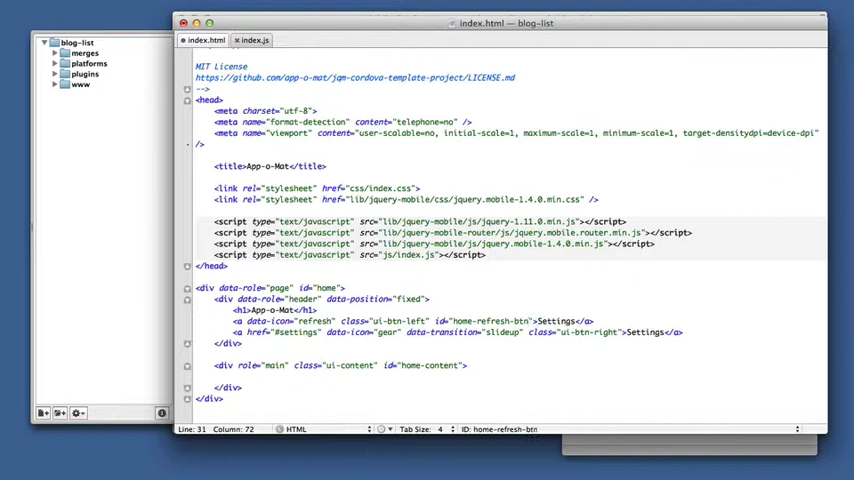 index.html — blog-list
index.html
index.js
blog-list
merges
platforms
plugins
www
MIT License
https://github.com/app-o-mat/jqm-cordova-template-project/LICENSE.md
-->
<head>
<meta charset="utf-8">
<meta name="format-detection" content="telephone=no" />
<meta name="viewport" content="user-scalable=no, initial-scale=1, maximum-scale=1, minimum-scale=1, target-densitydpi=device-dpi"
/>
<title>App-o-Mat</title>
<link rel="stylesheet" href="css/index.css">
<link rel="stylesheet" href="lib/jquery-mobile/css/jquery.mobile-1.4.0.min.css" />
<script type="text/javascript" src="lib/jquery-mobile/js/jquery-1.11.0.min.js"></script>
<script type="text/javascript" src="lib/jquery-mobile-router/js/jquery.mobile.router.min.js"></script>
<script type="text/javascript" src="lib/jquery-mobile/js/jquery.mobile-1.4.0.min.js"></script>
<script type="text/javascript" src="js/index.js"></script>
</head>
<div data-role="page" id="home">
<div data-role="header" data-position="fixed">
<h1>App-o-Mat</h1>
<a data-icon="refresh" class="ui-btn-left" id="home-refresh-btn">Settings</a>
<a href="#settings" data-icon="gear" data-transition="slideup" class="ui-btn-right">Settings</a>
</div>
<div role="main" class="ui-content" id="home-content">
</div>
</div>
Line: 31 Column: 72 HTML Tab Size: 4 ID: home-refresh-btn